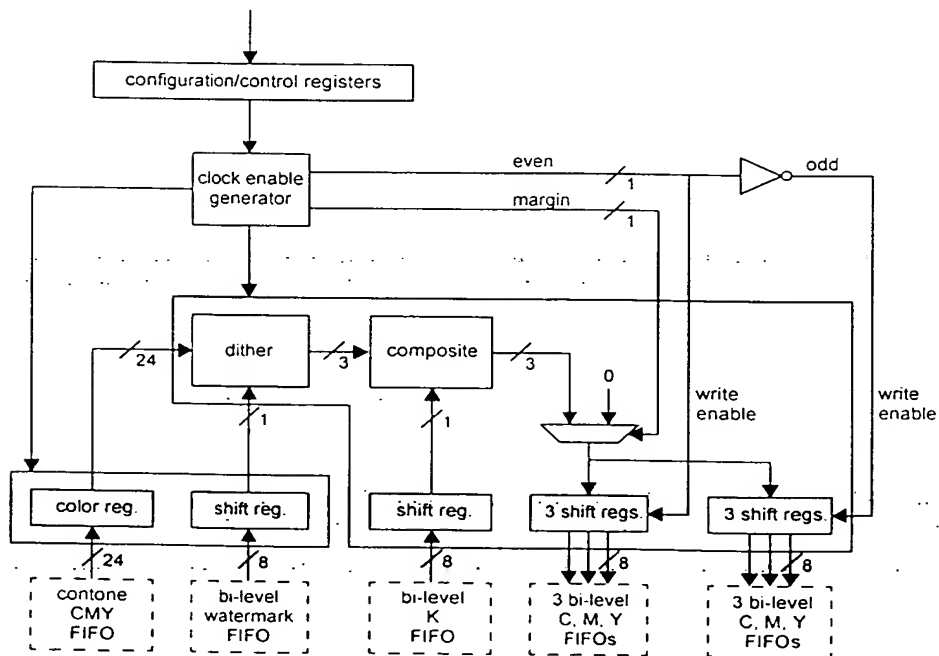 configuration/control registers
clock enable
generator
even
1
margin
1
odd
dither
composite
24
3
3
0
write
enable
write
enable
1
1
color reg.
shift reg.
shift reg.
3 shift regs.
3 shift regs.
24
8
8
8
8
contone
CMY
FIFO
bi-level
watermark
FIFO
bi-level
K
FIFO
3 bi-level
C, M, Y
FIFOs
3 bi-level
C, M, Y
FIFOs